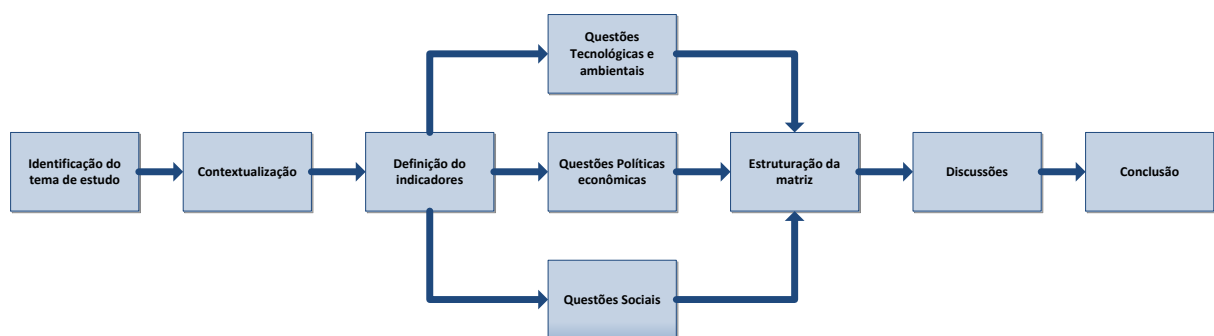 Questões
Tecnológicas e
ambientais
Identificação do
tema de estudo
Contextualização
Definição do
indicadores
Questões Políticas
econômicas
Estruturação da
matriz
Discussões
Conclusão
Questões Sociais